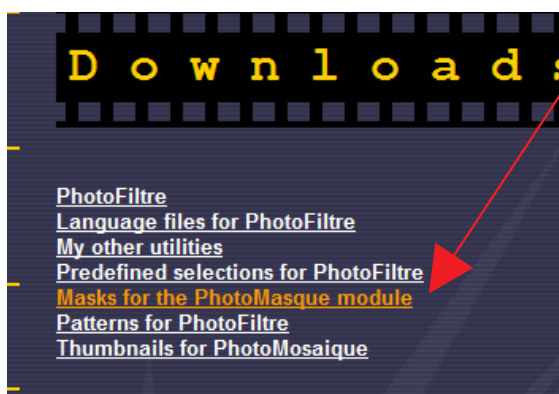 Downloads
PhotoFiltre
Language files for PhotoFiltre
My other utilities
Predefined selections for PhotoFiltre
Masks for the PhotoMasque module
Patterns for PhotoFiltre
Thumbnails for PhotoMosaique